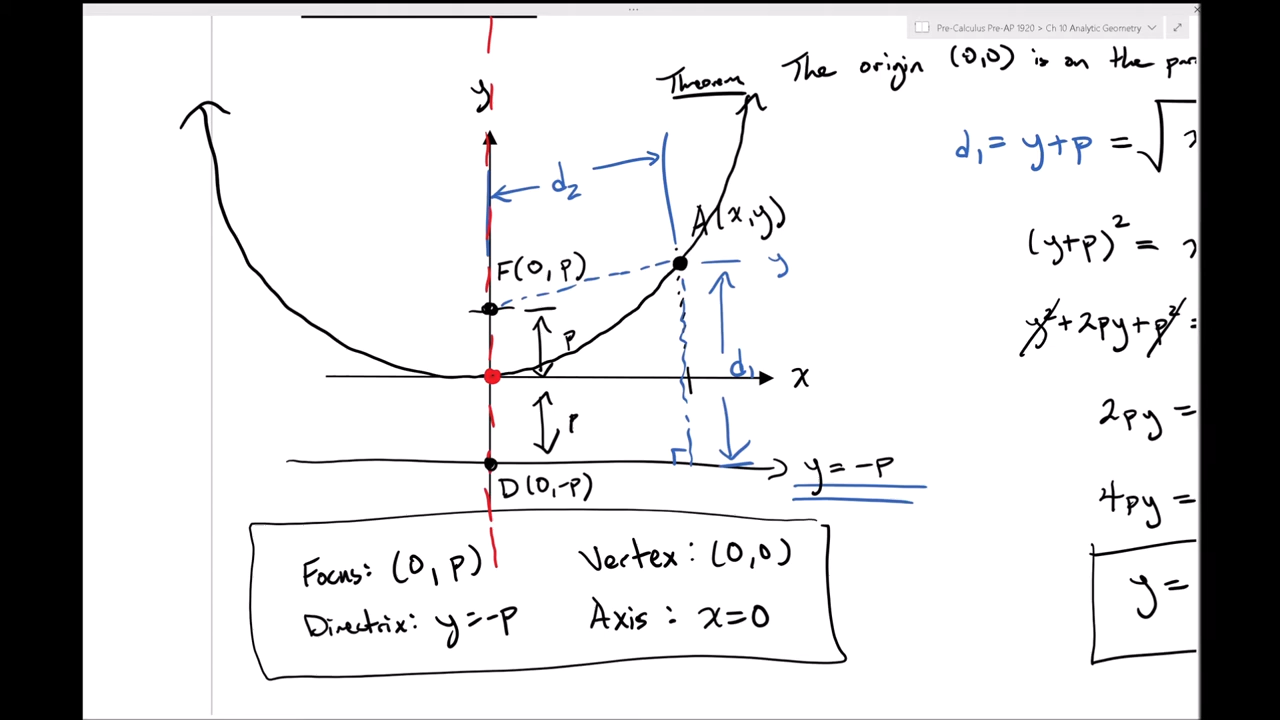 Pre-Calculus Pre-AP 1920 > Ch 10 Analytic Geometry
Theorem The origin (0,0) is on the
y
d₁ = y+p = √
d₂
A(x,y)
(y+p)² =
F(0,p)
y
y²+2py+p² =
p
d₁
x
2py =
p
y=-p
D(0,-p)
4py =
Focus: (0,p) Vertex: (0,0)
y=
Directrix: y=-p Axis: x=0